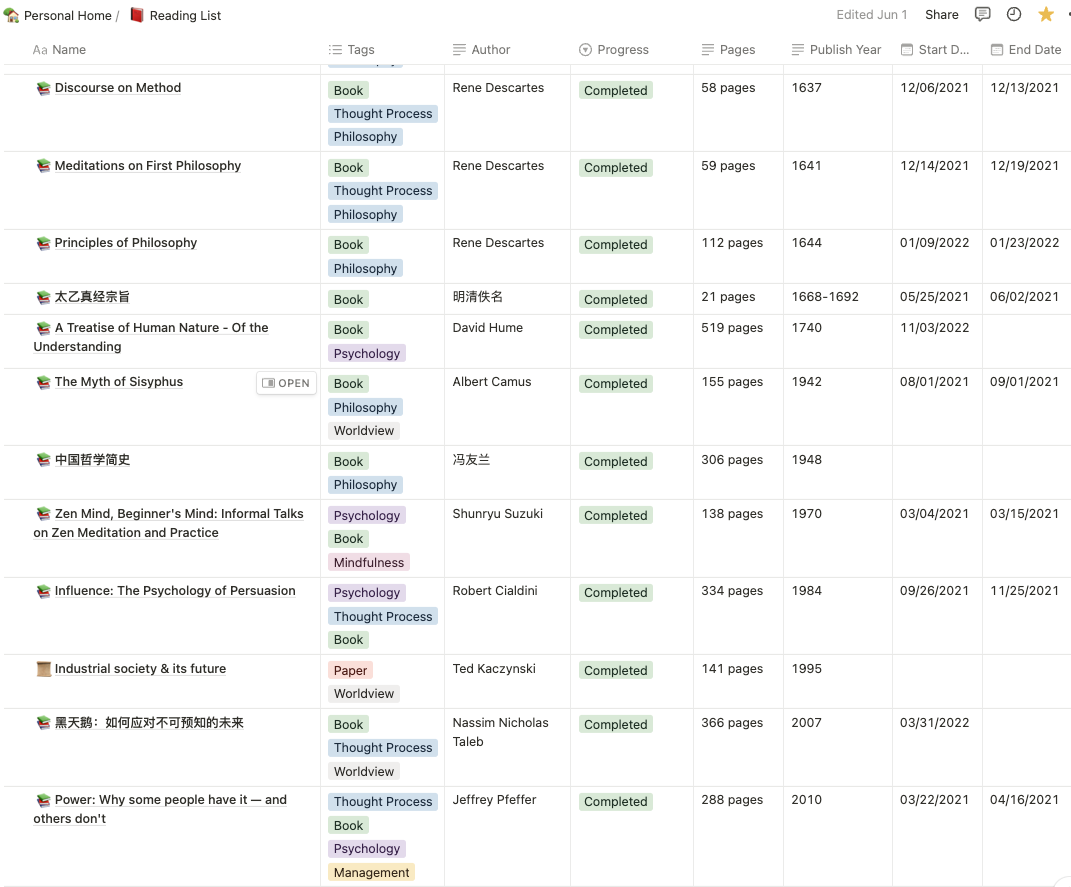 Personal Home / Reading List Edited Jun 1 Share
Aa Name Tags Author Progress Pages Publish Year Start D... End Date
Discourse on Method Book Rene Descartes Completed 58 pages 1637 12/06/2021 12/13/2021
Thought Process
Philosophy
Meditations on First Philosophy Book Rene Descartes Completed 59 pages 1641 12/14/2021 12/19/2021
Thought Process
Philosophy
Principles of Philosophy Book Rene Descartes Completed 112 pages 1644 01/09/2022 01/23/2022
Philosophy
太乙真经宗旨 Book 明清佚名 Completed 21 pages 1668-1692 05/25/2021 06/02/2021
A Treatise of Human Nature - Of the Book David Hume Completed 519 pages 1740 11/03/2022
Understanding Psychology
The Myth of Sisyphus OPEN Book Albert Camus Completed 155 pages 1942 08/01/2021 09/01/2021
Philosophy
Worldview
中国哲学简史 Book 冯友兰 Completed 306 pages 1948
Philosophy
Zen Mind, Beginner's Mind: Informal Talks Psychology Shunryu Suzuki Completed 138 pages 1970 03/04/2021 03/15/2021
on Zen Meditation and Practice Book
Mindfulness
Influence: The Psychology of Persuasion Psychology Robert Cialdini Completed 334 pages 1984 09/26/2021 11/25/2021
Thought Process
Book
Industrial society & its future Paper Ted Kaczynski Completed 141 pages 1995
Worldview
黑天鹅：如何应对不可预知的未来 Book Nassim Nicholas Completed 366 pages 2007 03/31/2022
Thought Process Taleb
Worldview
Power: Why some people have it — and Thought Process Jeffrey Pfeffer Completed 288 pages 2010 03/22/2021 04/16/2021
others don't Book
Psychology
Management